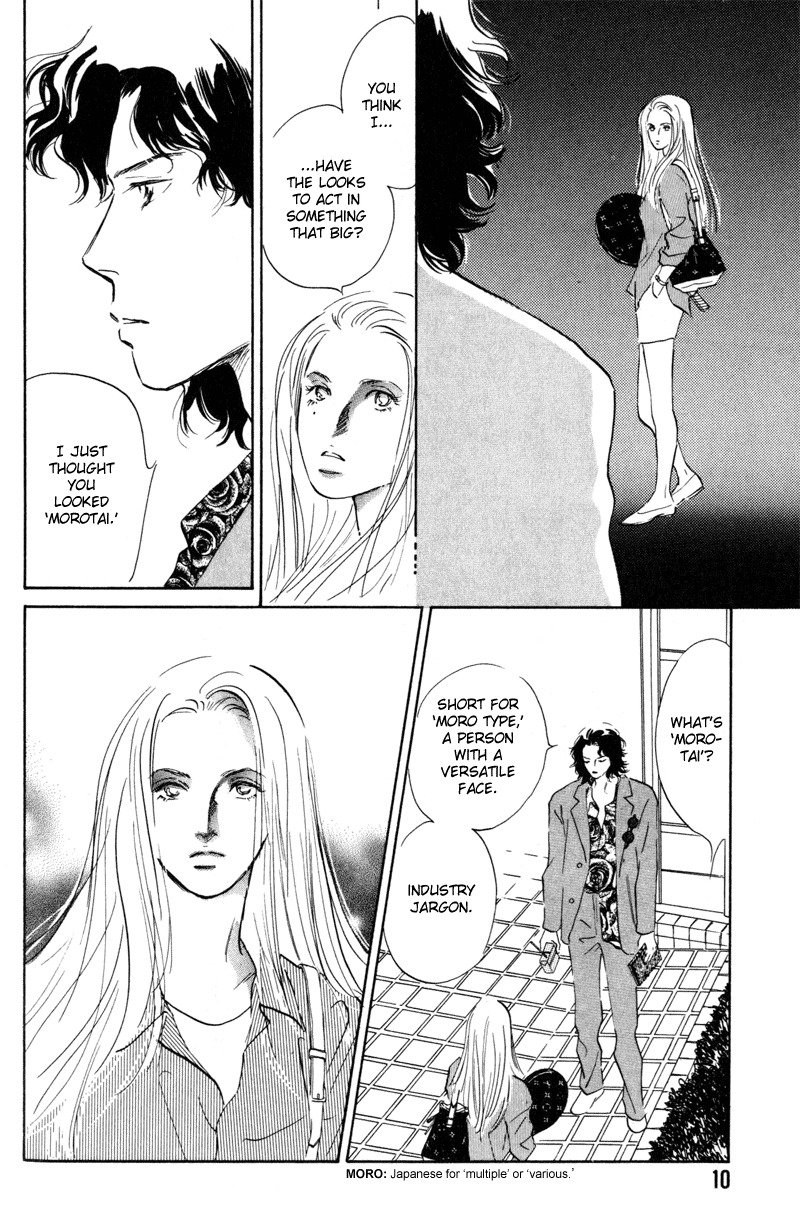 YOU
THINK
I...
...HAVE
THE LOOKS
TO ACT IN
SOMETHING
THAT BIG?
I JUST
THOUGHT
YOU
LOOKED
‘MOROTAI.’
WHAT'S
‘MORO-
TAI’?
SHORT FOR
‘MORO TYPE,’
A PERSON
WITH A
VERSATILE
FACE.
INDUSTRY
JARGON.
MORO: Japanese for ‘multiple’ or ‘various.’
10